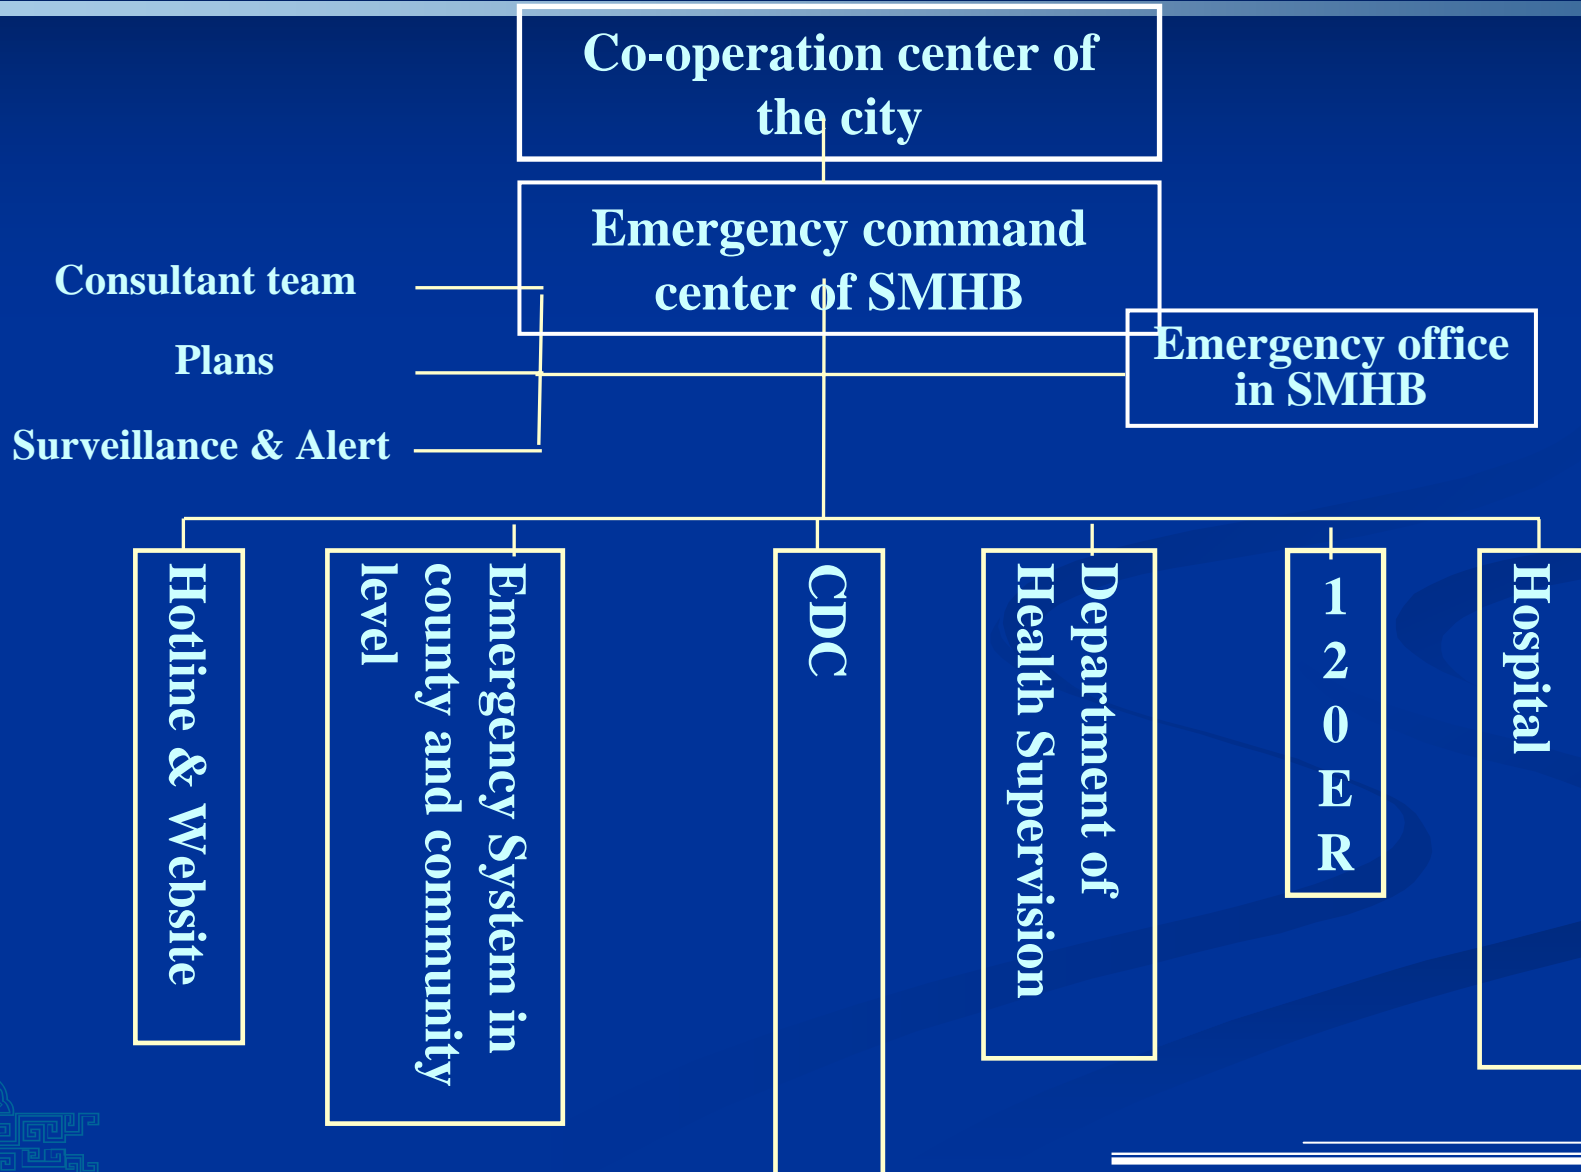 Co-operation center of
the city
Emergency command
center of SMHB
Consultant team
Plans
Surveillance & Alert
Emergency office
in SMHB
Hotline & Website
Emergency System in
county and community
level
CDC
Department of
Health Supervision
1
2
0
E
R
Hospital